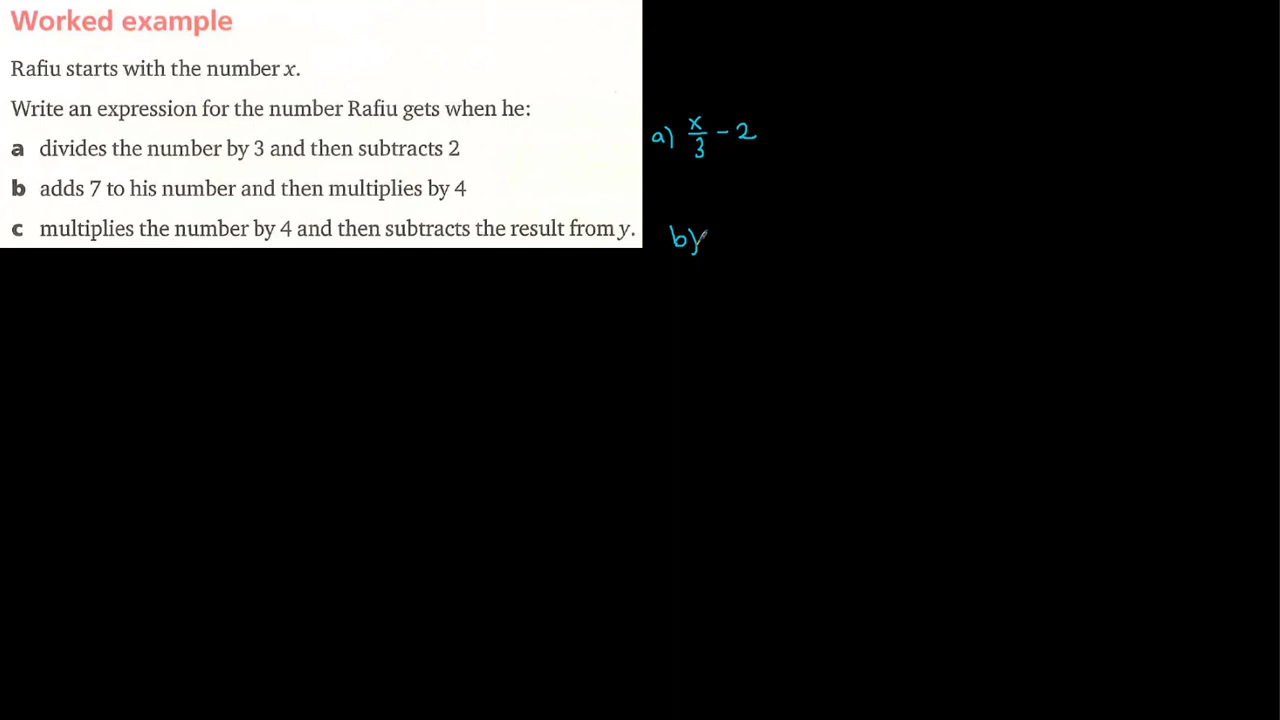 Worked example
Rafiu starts with the number x.
Write an expression for the number Rafiu gets when he:
a divides the number by 3 and then subtracts 2
b adds 7 to his number and then multiplies by 4
c multiplies the number by 4 and then subtracts the result from y.
a) x/3 - 2
b)